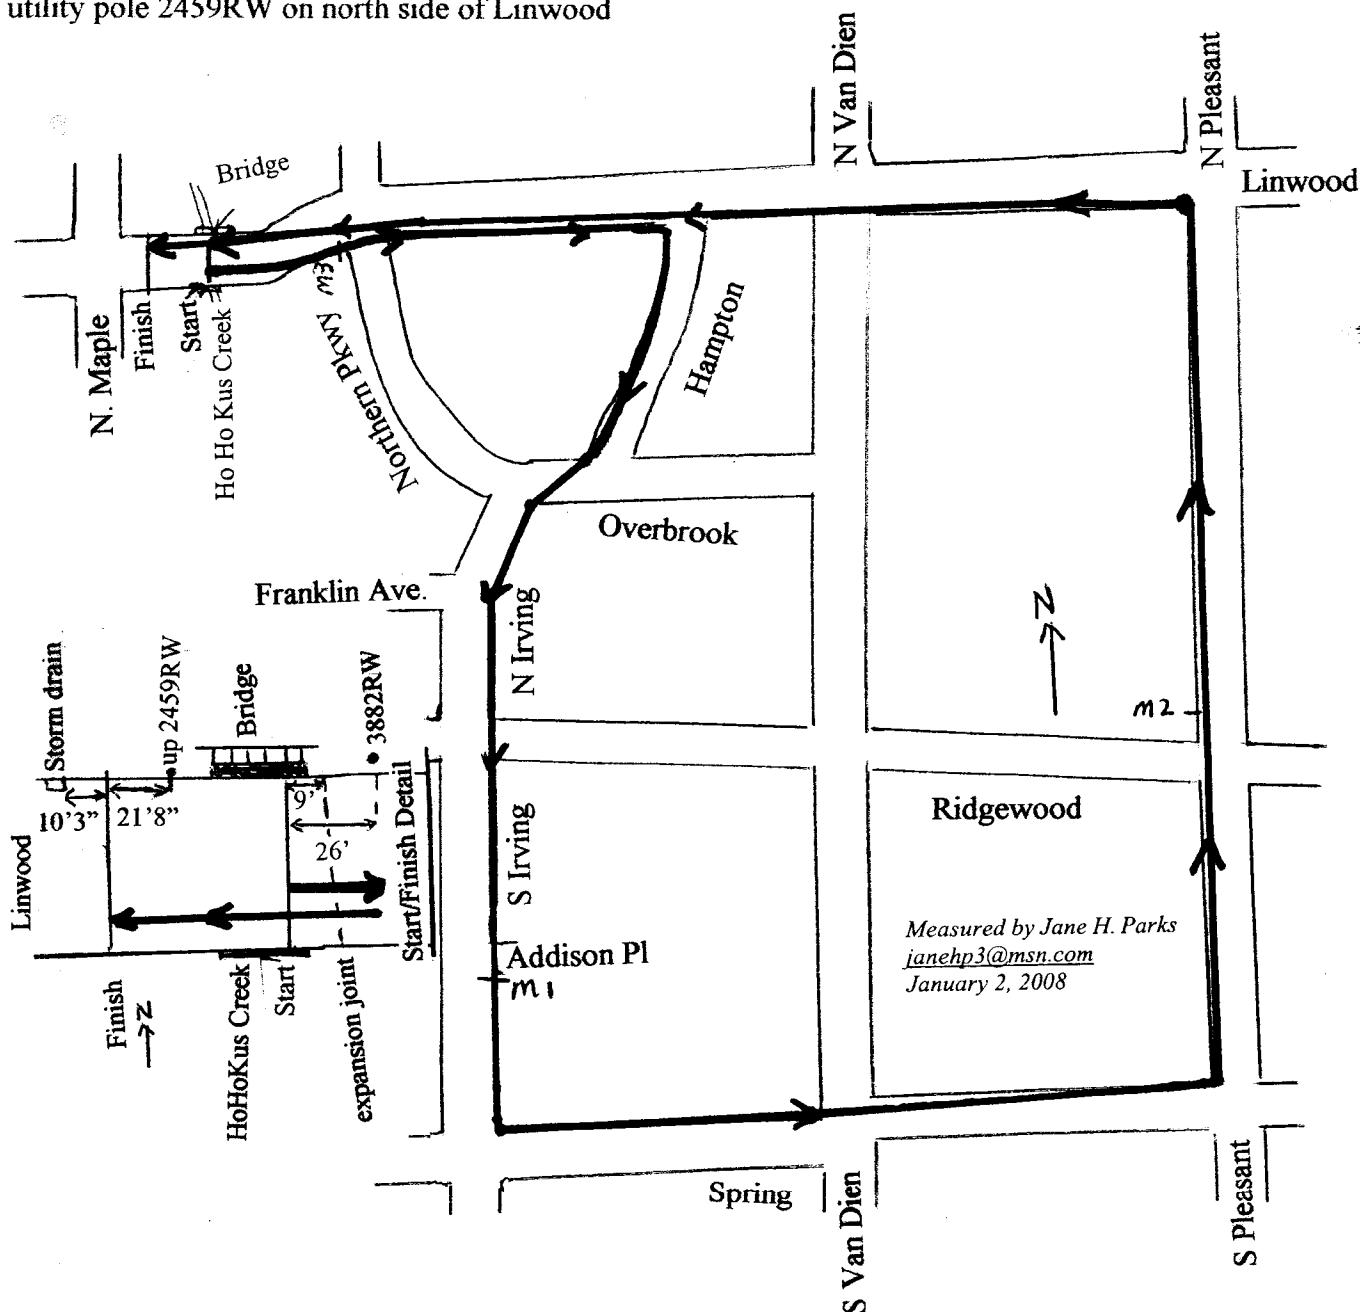 utility pole 2459RW on north side of Linwood
N Van Dien
N Pleasant
Bridge
Linwood
N. Maple
Finish
Start
Ho Ho Kus Creek
M3
Northern Pkwy
Hampton
Overbrook
Franklin Ave.
N Irving
N
M2
Storm drain
up 2459RW
Bridge
3882RW
9'
10'3” 21'8”
26'
Linwood
Start/Finish Detail
S Irving
Ridgewood
Measured by Jane H. Parks
janehp3@msn.com
January 2, 2008
Addison Pl
M1
Finish
N
HoHoKus Creek
Start
expansion joint
Spring
S Van Dien
S Pleasant